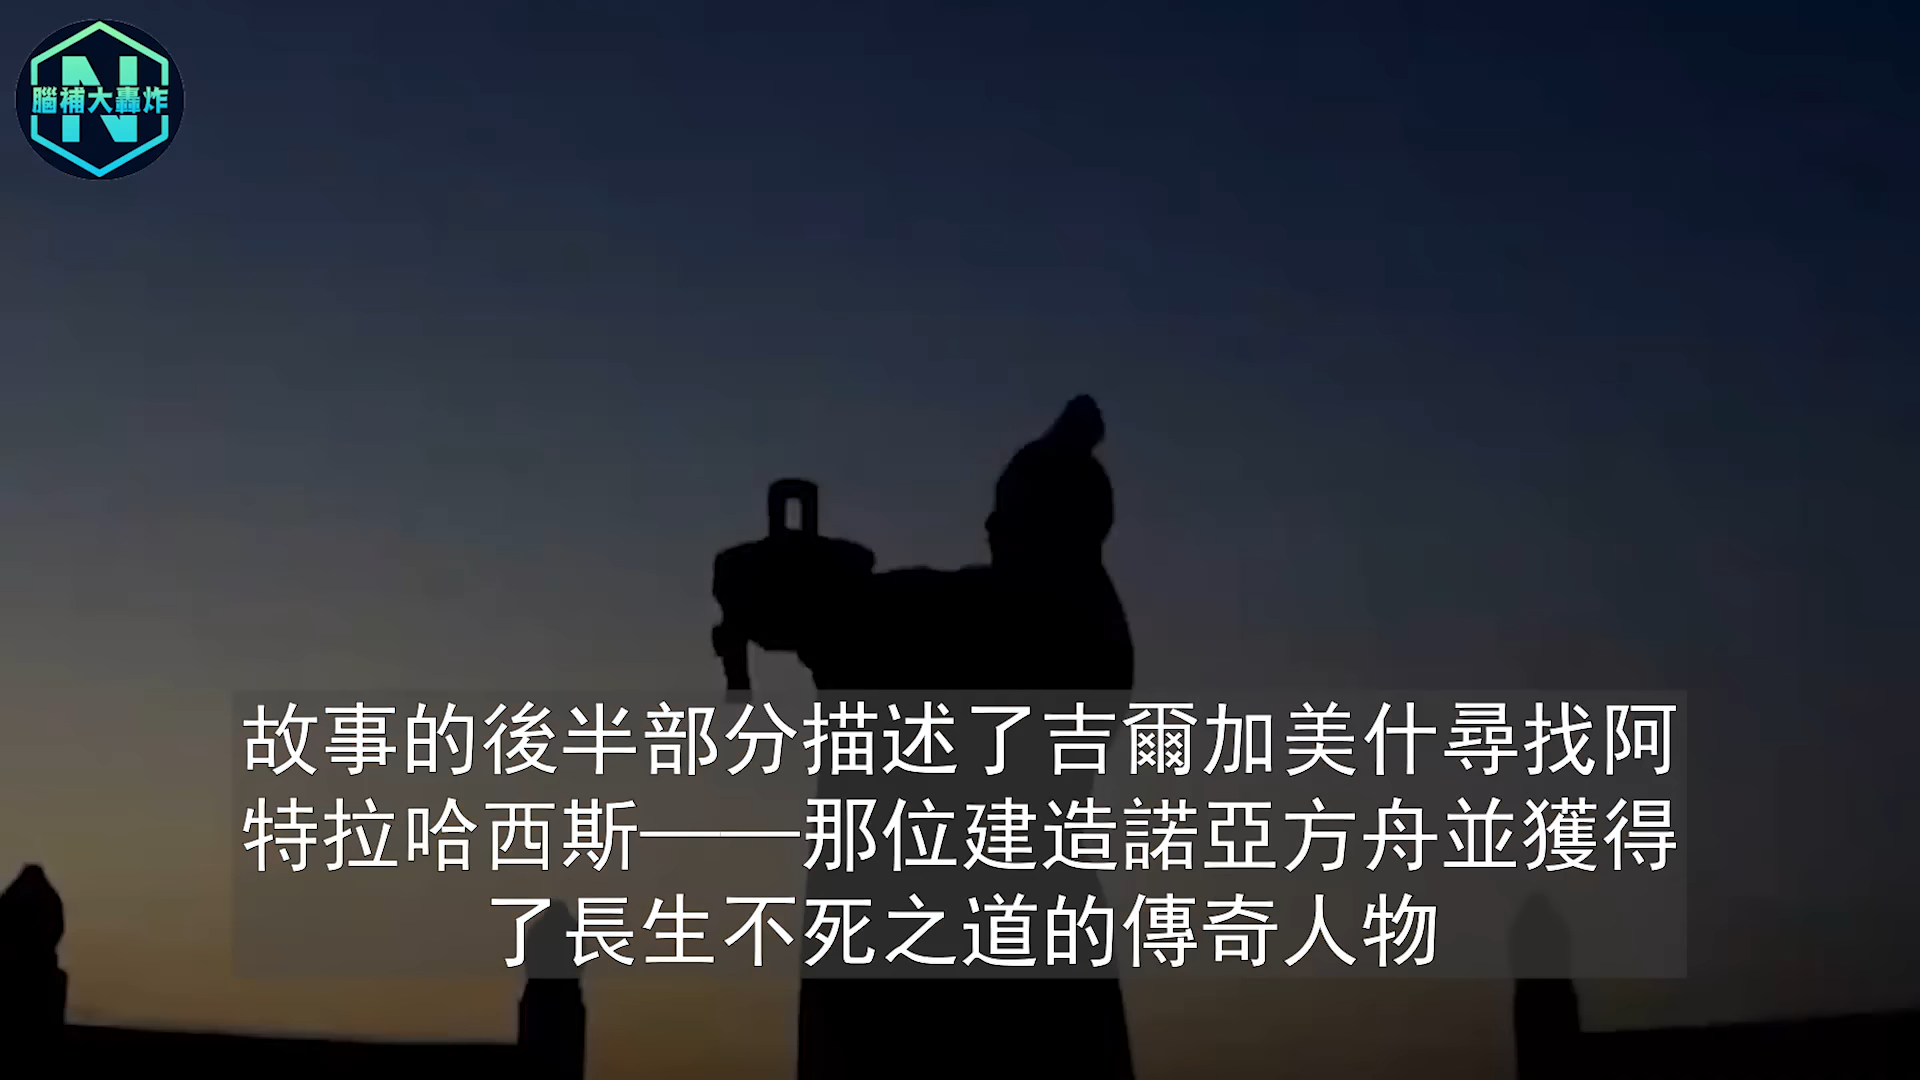 腦補大轟炸
N
故事的後半部分描述了吉爾加美什尋找阿
特拉哈西斯——那位建造諾亞方舟並獲得
了長生不死之道的傳奇人物